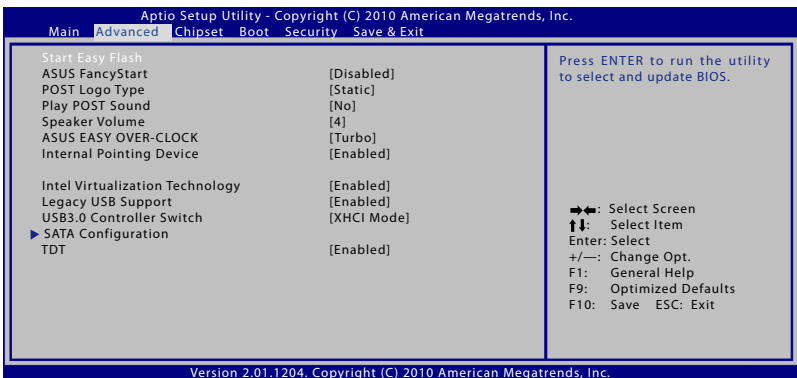 Aptio Setup Utility - Copyright (C) 2010 American Megatrends, Inc.
Main Advanced Chipset Boot Security Save & Exit
Start Easy Flash
ASUS FancyStart [Disabled]
POST Logo Type [Static]
Play POST Sound [No]
Speaker Volume [4]
ASUS EASY OVER-CLOCK [Turbo]
Internal Pointing Device [Enabled]
Intel Virtualization Technology [Enabled]
Legacy USB Support [Enabled]
USB3.0 Controller Switch [XHCI Mode]
SATA Configuration
TDT [Enabled]
Press ENTER to run the utility
to select and update BIOS.
→←: Select Screen
↑↓: Select Item
Enter: Select
+/—: Change Opt.
F1: General Help
F9: Optimized Defaults
F10: Save ESC: Exit
Version 2.01.1204. Copyright (C) 2010 American Megatrends, Inc.